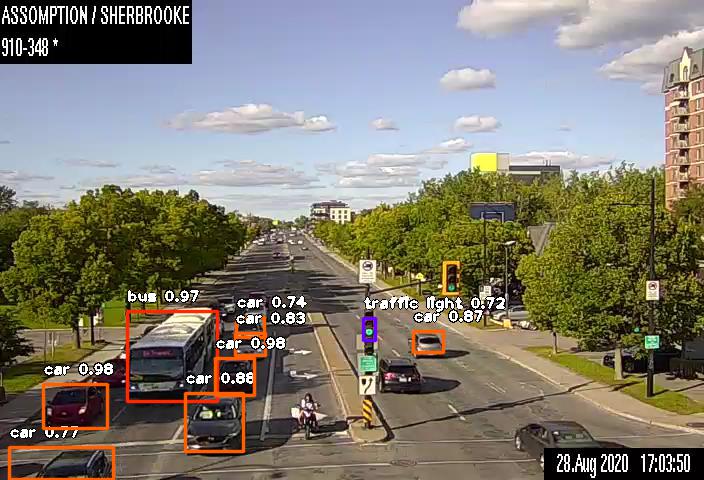 ASSOMPTION / SHERBROOKE
910-348 *
bus 0.97
car 0.74
car 0.83
traffic light 0.72
car 0.87
car 0.98
car 0.98
car 0.88
car 0.77
28.Aug 2020 17:03:50